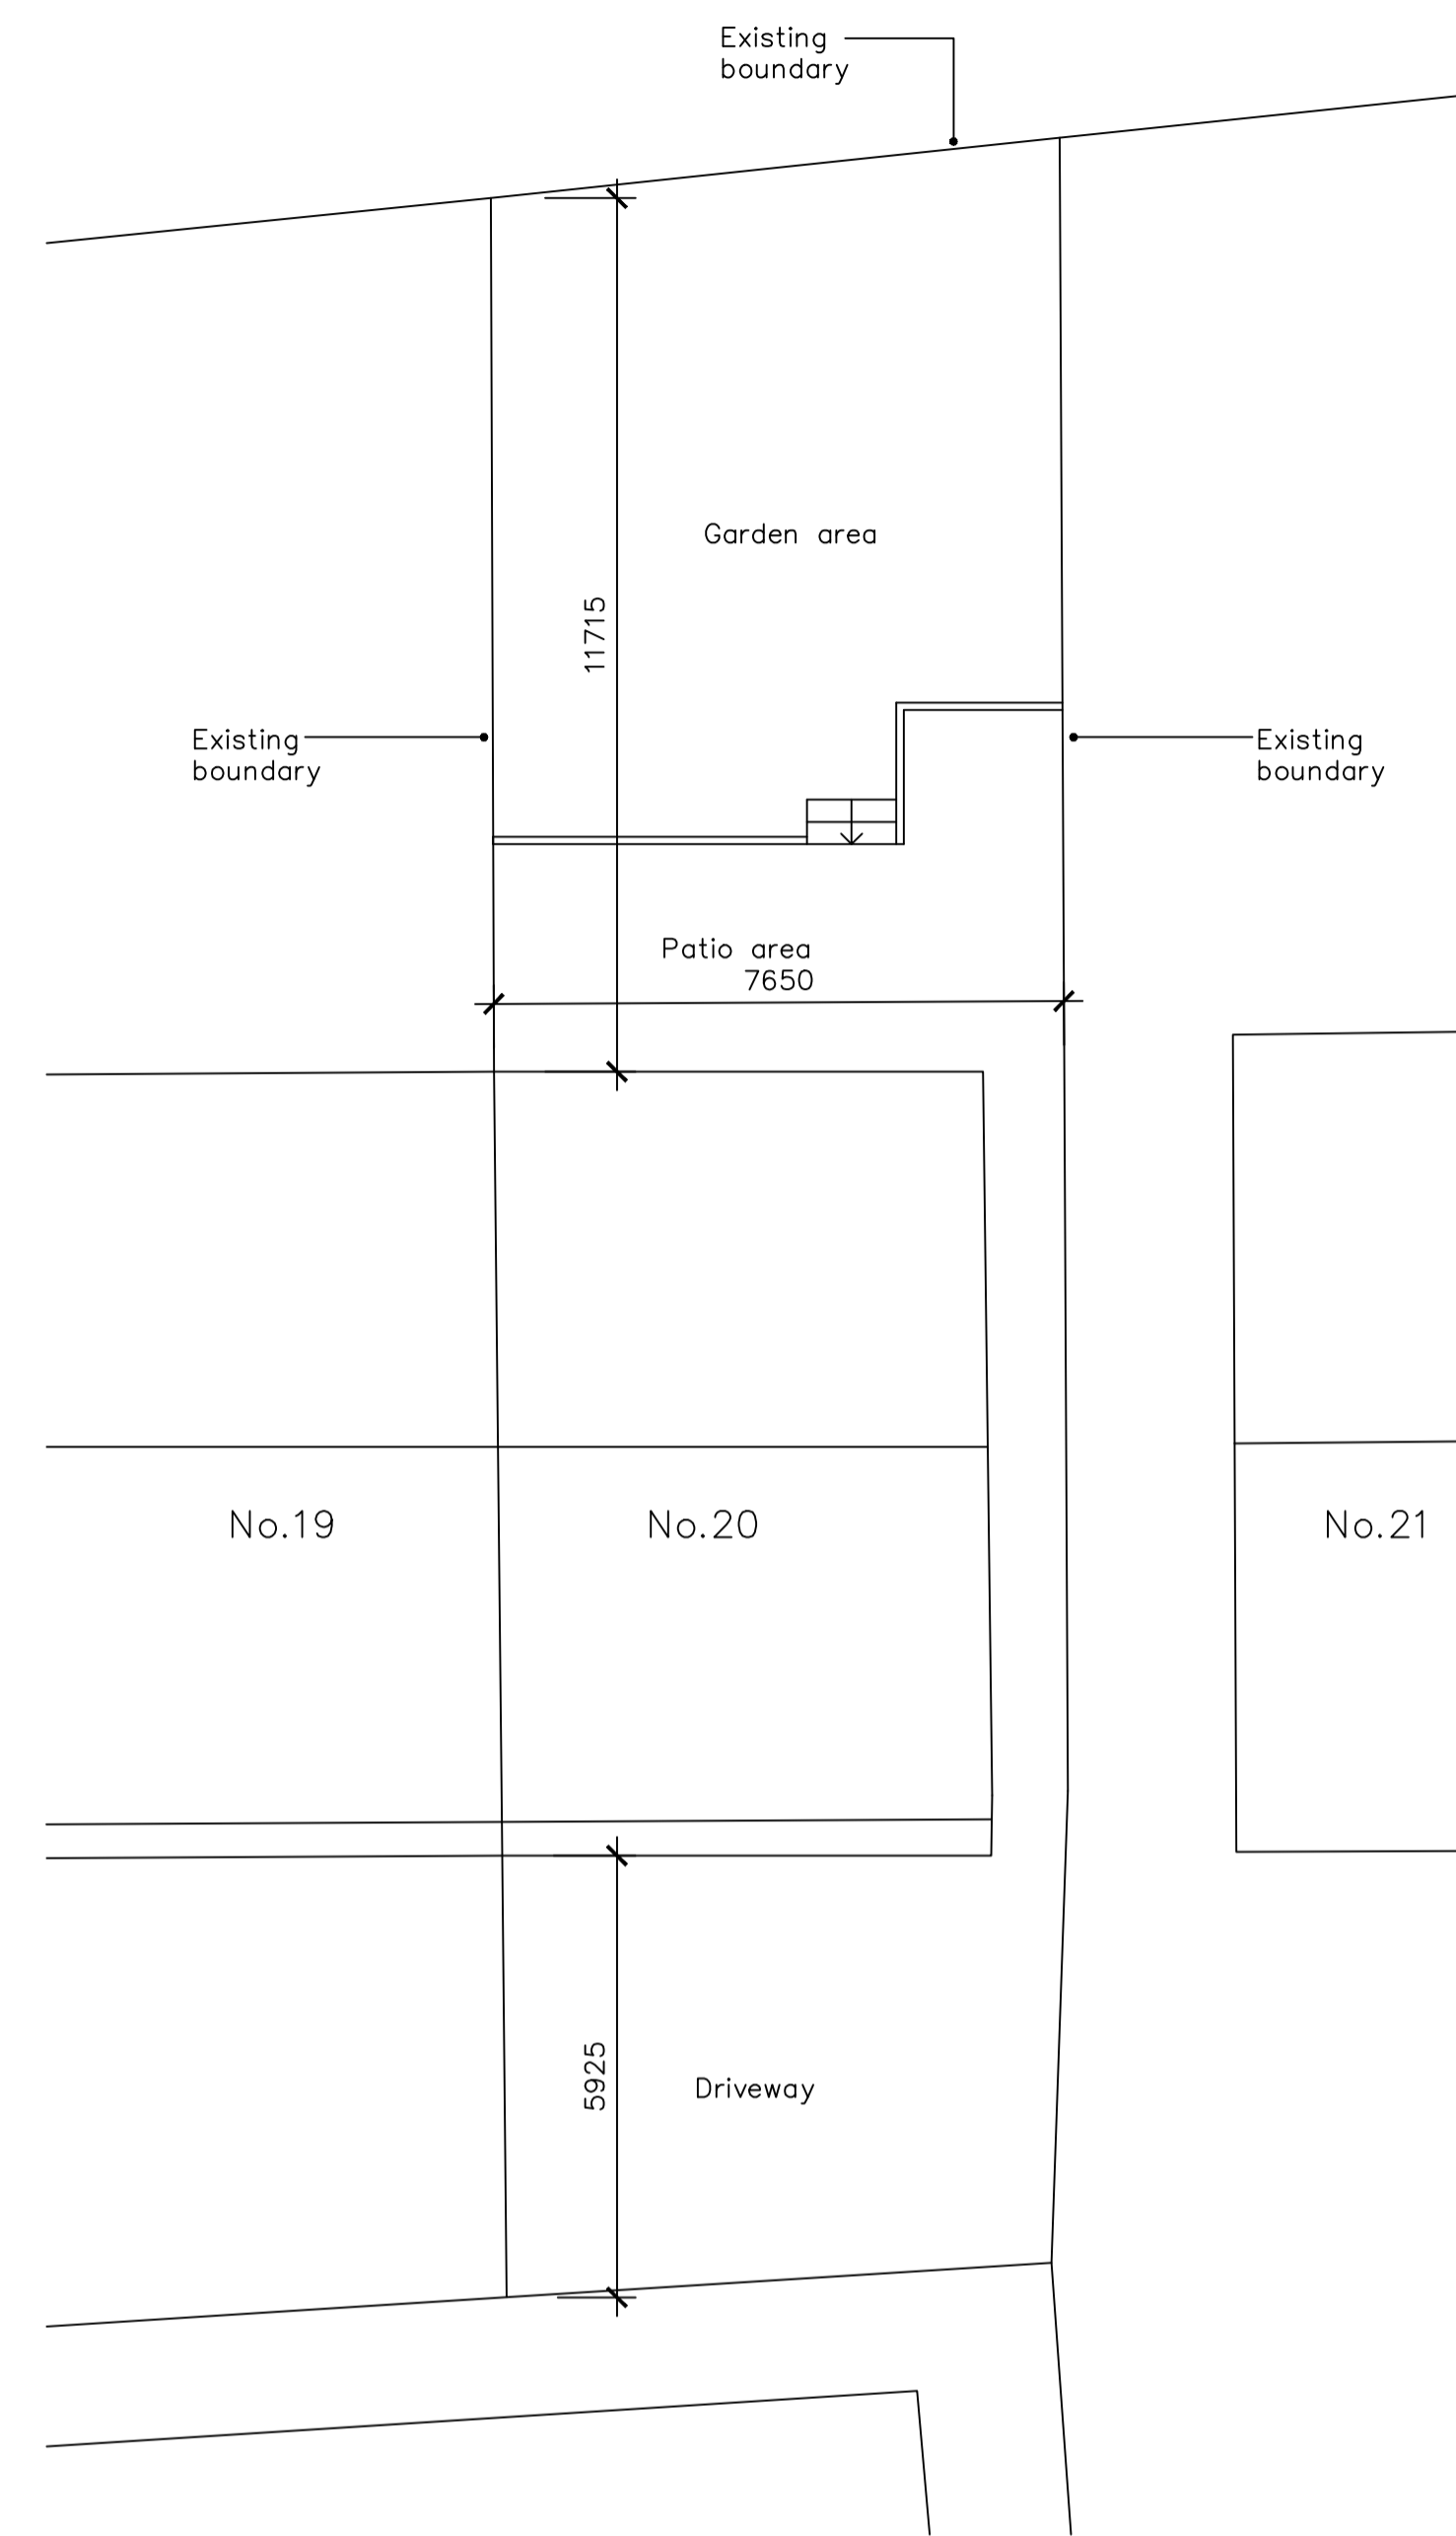 Existing
boundary
Garden area
11715
Existing
boundary
Existing
boundary
Patio area
7650
No.19
No.20
No.21
5925
Driveway